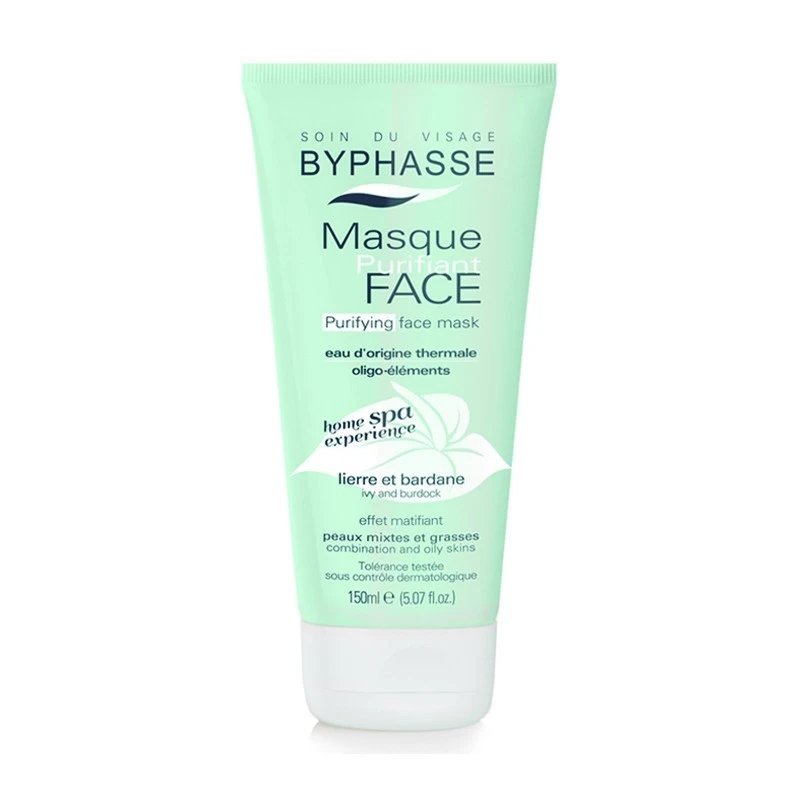 SOIN DU VISAGE
BYPHASSE
Masque
Purifiant
FACE
Purifying face mask
eau d'origine thermale
oligo-éléments
home spa
experience
lierre et bardane
ivy and burdock
effet matifiant
peaux mixtes et grasses
combination and oily skins
Tolérance testée
sous contrôle dermatologique
150ml e (5.07 fl.oz.)